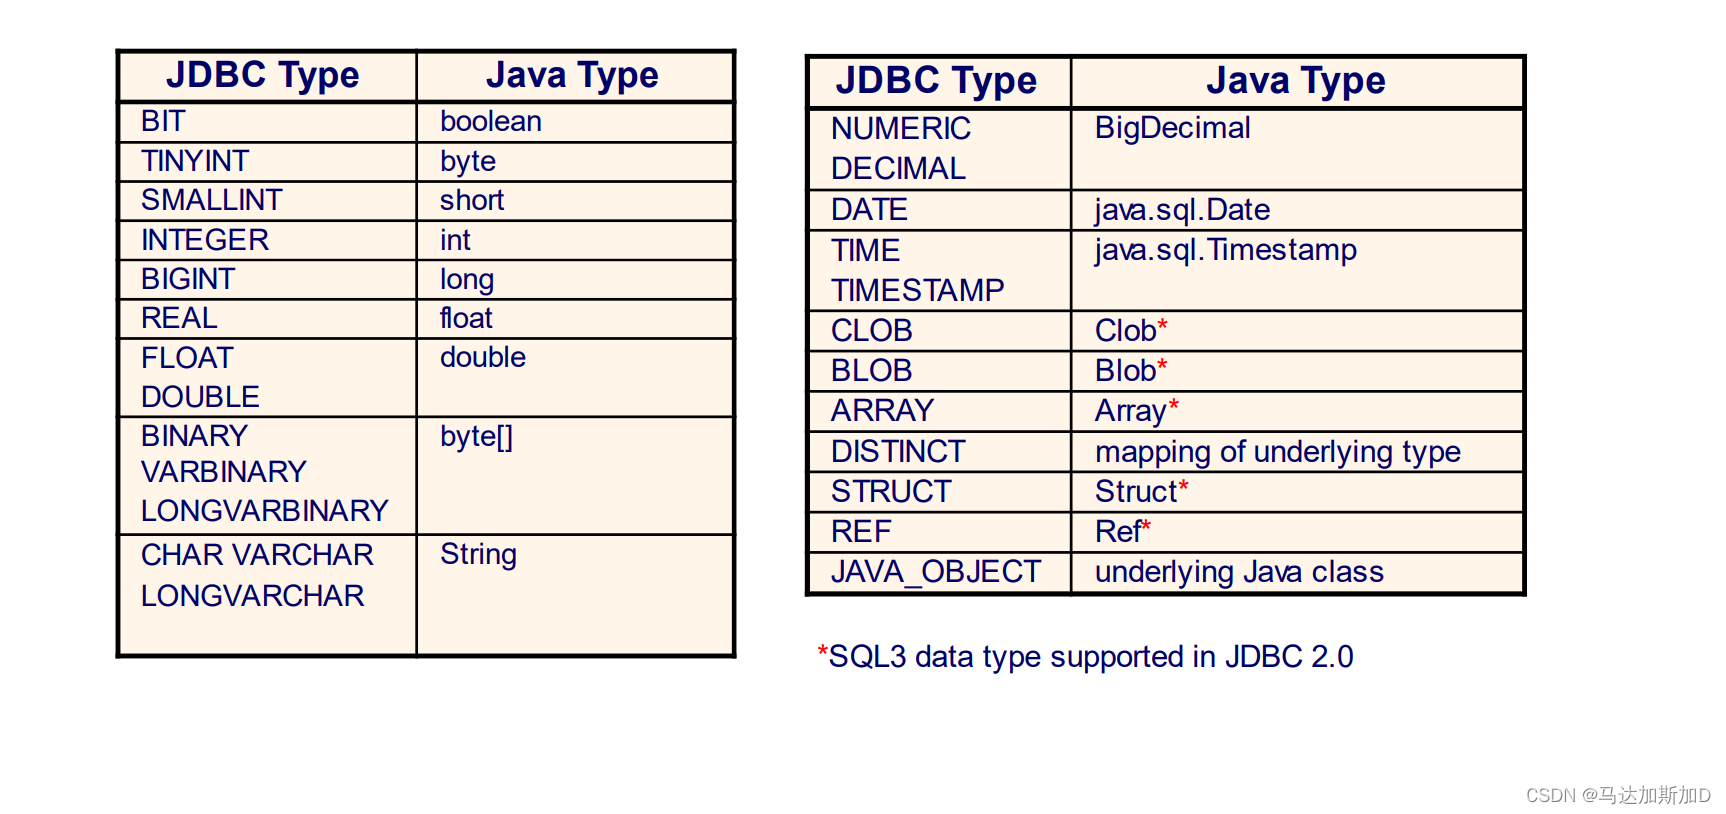 JDBC Type Java Type
BIT boolean
TINYINT byte
SMALLINT short
INTEGER int
BIGINT long
REAL float
FLOAT double
DOUBLE
BINARY byte[]
VARBINARY
LONGVARBINARY
CHAR VARCHAR String
LONGVARCHAR
JDBC Type Java Type
NUMERIC BigDecimal
DECIMAL
DATE java.sql.Date
TIME java.sql.Timestamp
TIMESTAMP
CLOB Clob*
BLOB Blob*
ARRAY Array*
DISTINCT mapping of underlying type
STRUCT Struct*
REF Ref*
JAVA_OBJECT underlying Java class
*SQL3 data type supported in JDBC 2.0
CSDN @马达加斯加D